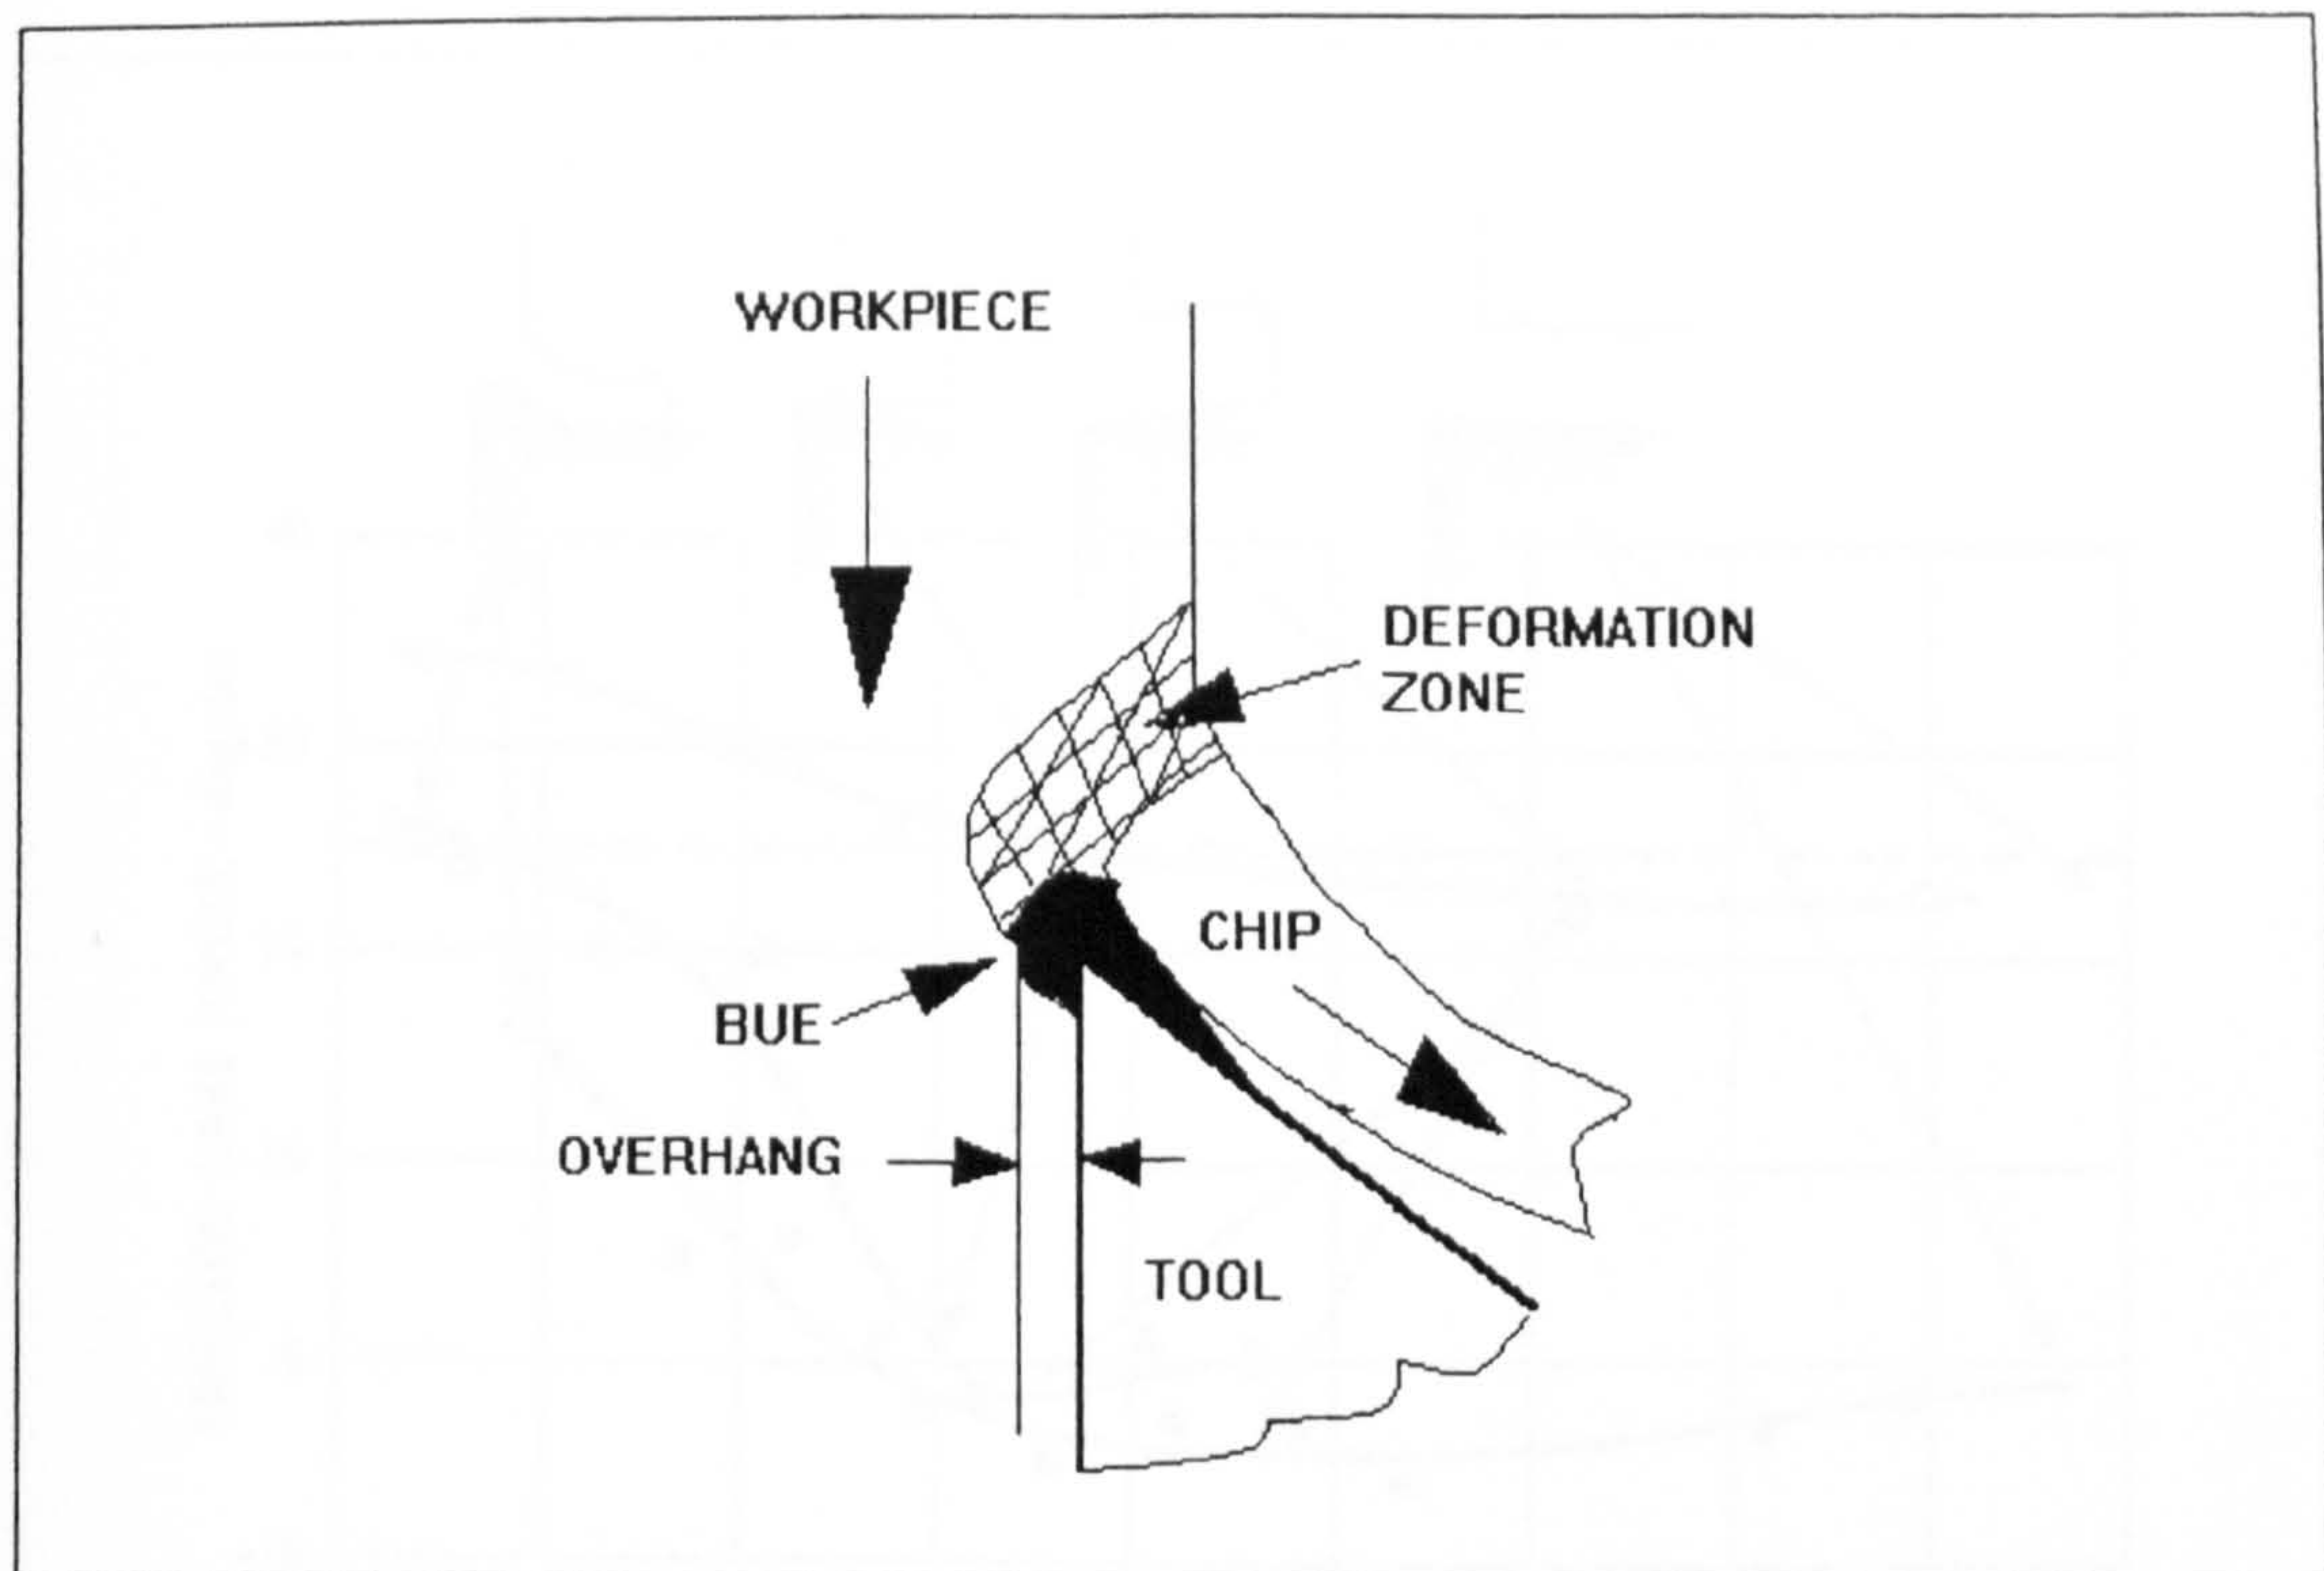 WORKPIECE
DEFORMATION
ZONE
CHIP
BUE
OVERHANG
TOOL